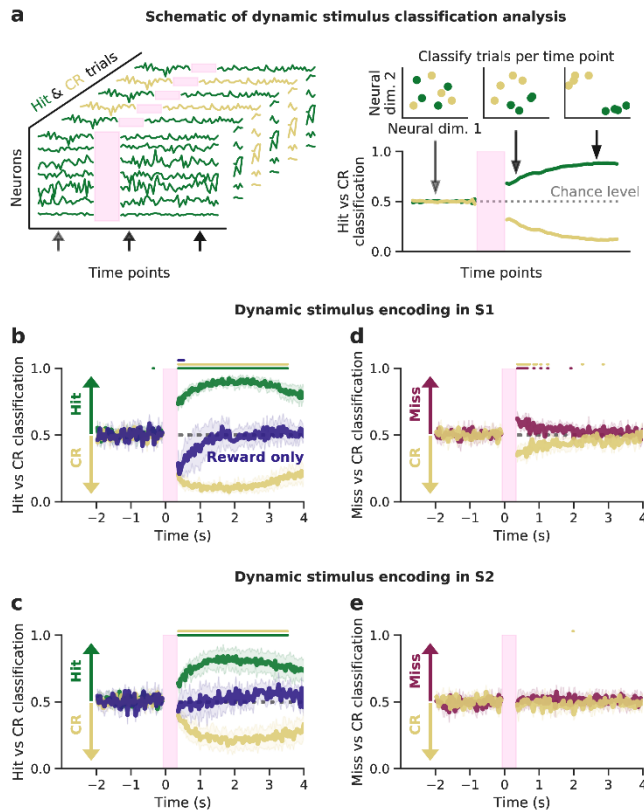 a
Schematic of dynamic stimulus classification analysis
Hit & CR trials
Neurons
Time points
Classify trials per time point
Neural dim. 2
Neural dim. 1
Hit vs CR classification
1.0
0.5
0.0
Chance level
Time points
Dynamic stimulus encoding in S1
b
Hit vs CR classification
1.0
0.5
0.0
Hit
CR
Reward only
−2 −1 0 1 2 3 4
Time (s)
d
Miss vs CR classification
1.0
0.5
0.0
Miss
CR
−2 −1 0 1 2 3 4
Time (s)
Dynamic stimulus encoding in S2
c
Hit vs CR classification
1.0
0.5
0.0
Hit
CR
−2 −1 0 1 2 3 4
Time (s)
e
Miss vs CR classification
1.0
0.5
0.0
Miss
CR
−2 −1 0 1 2 3 4
Time (s)